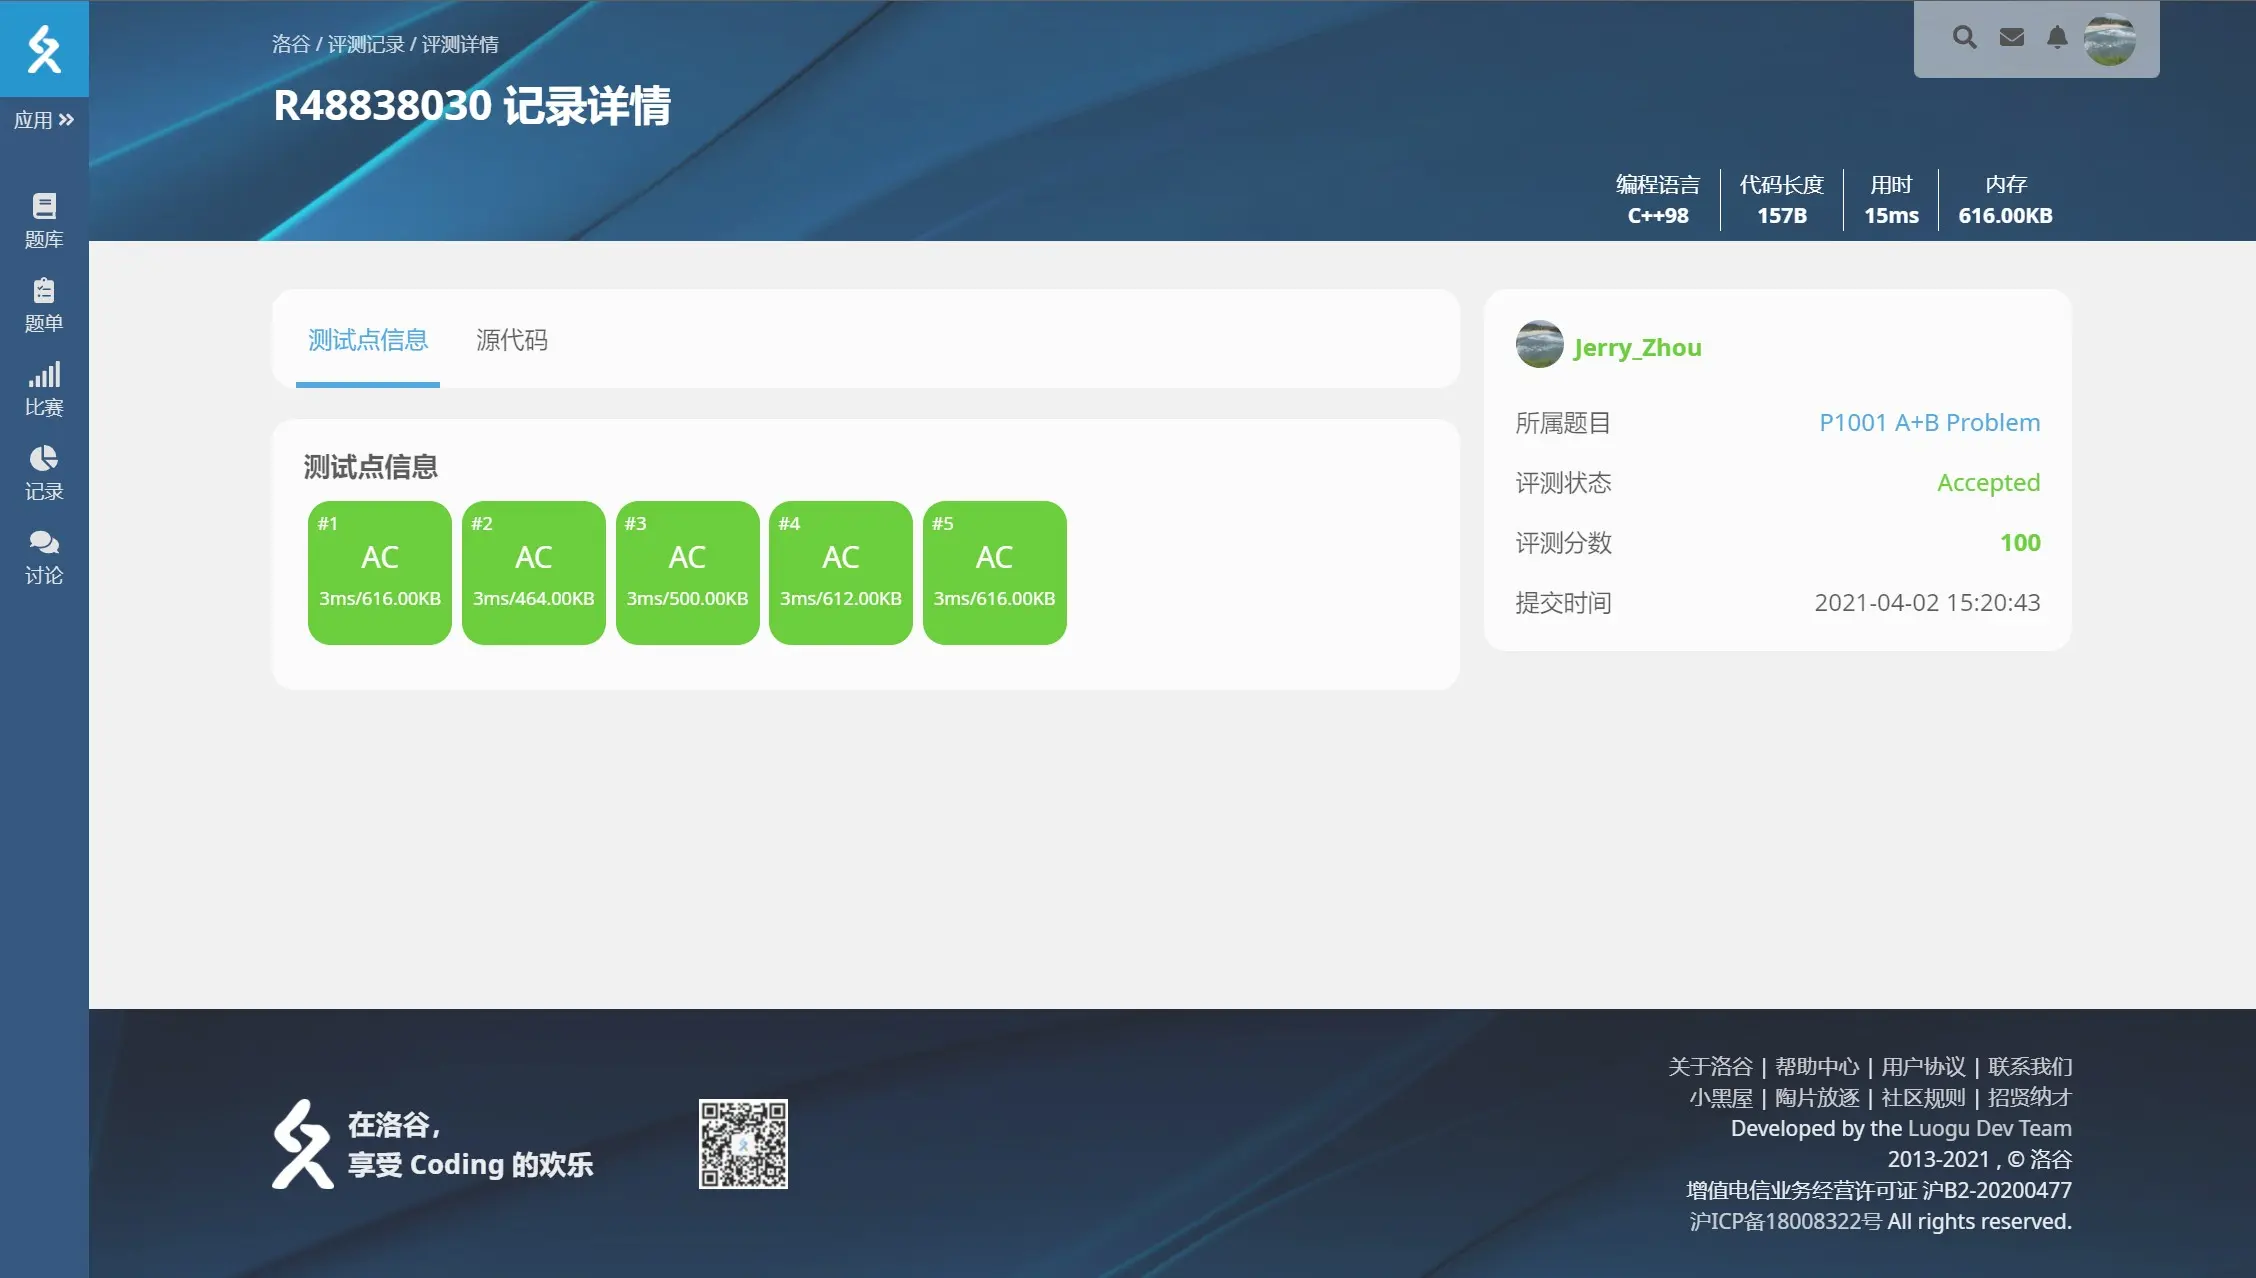 洛谷 / 评测记录 / 评测详情
R48838030 记录详情
应用
题库
题单
比赛
记录
讨论
编程语言 代码长度 用时 内存
C++98 157B 15ms 616.00KB
测试点信息 源代码
测试点信息
#1 #2 #3 #4 #5
AC AC AC AC AC
3ms/616.00KB 3ms/464.00KB 3ms/500.00KB 3ms/612.00KB 3ms/616.00KB
Jerry_Zhou
所属题目 P1001 A+B Problem
评测状态 Accepted
评测分数 100
提交时间 2021-04-02 15:20:43
在洛谷,
享受 Coding 的欢乐
关于洛谷 | 帮助中心 | 用户协议 | 联系我们
小黑屋 | 陶片放逐 | 社区规则 | 招贤纳才
Developed by the Luogu Dev Team
2013-2021 , © 洛谷
增值电信业务经营许可证 沪B2-20200477
沪ICP备18008322号 All rights reserved.